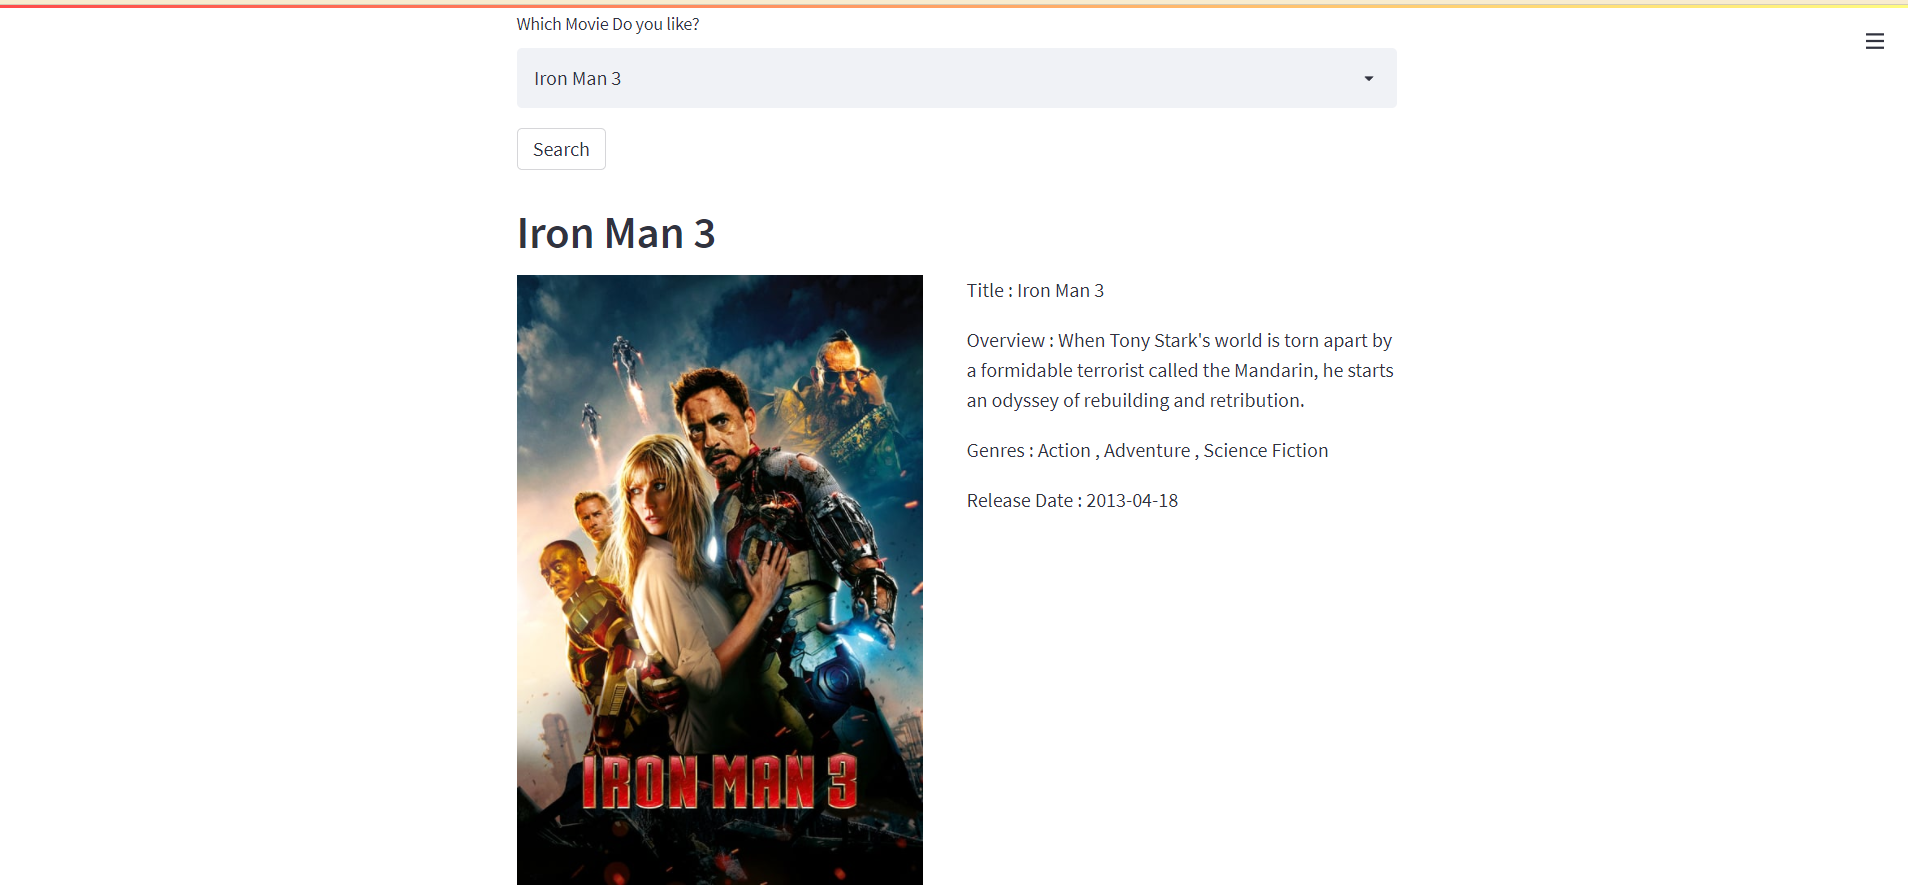 Which Movie Do you like?
Iron Man 3
Search
Iron Man 3
Title : Iron Man 3
Overview : When Tony Stark's world is torn apart by
a formidable terrorist called the Mandarin, he starts
an odyssey of rebuilding and retribution.
Genres : Action , Adventure , Science Fiction
Release Date : 2013-04-18
IRON MAN 3